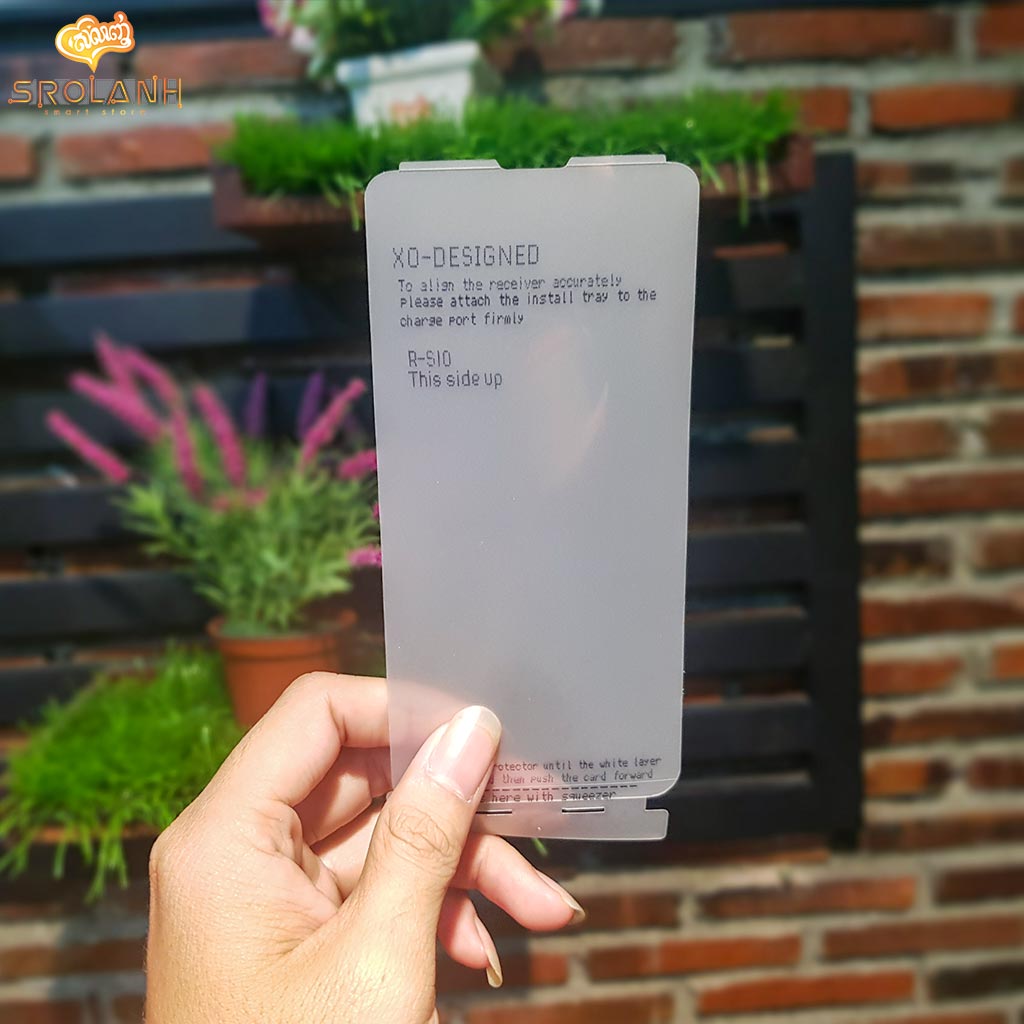 SROLANH
smart store
XO-DESIGNED
To align the receiver accurately
please attach the install tray to the
charge port firmly
R-S10
This side up
until the white layer
then push the card forward
here with squeezer